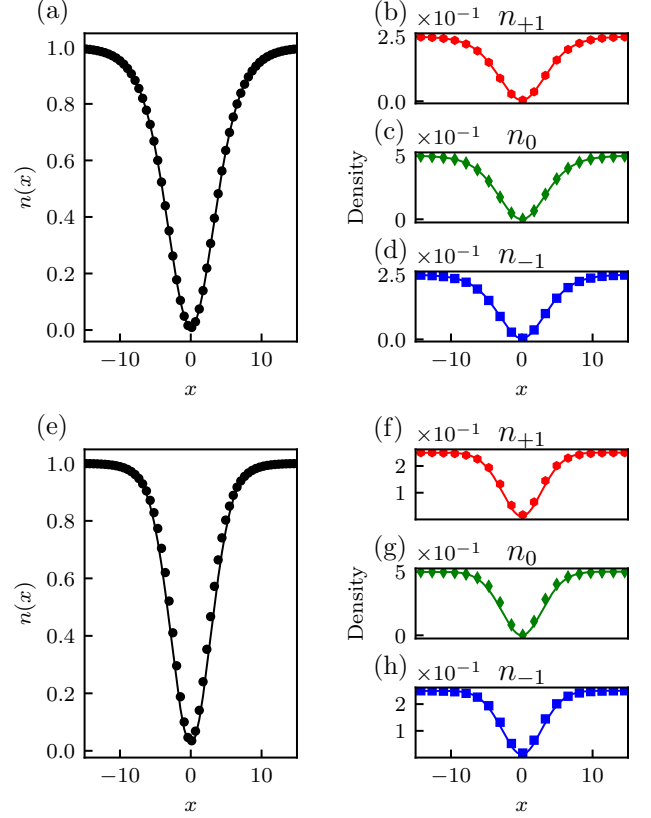 (a)
1.0
0.8
0.6
0.4
0.2
0.0
n(x)
−10 0 10
x
(b) ×10⁻¹ n₊₁
2.5
0.0
(c) ×10⁻¹ n₀
5
0
Density
(d) ×10⁻¹ n₋₁
2.5
0.0
−10 0 10
x
(e)
1.0
0.8
0.6
0.4
0.2
0.0
n(x)
−10 0 10
x
(f) ×10⁻¹ n₊₁
2
1
(g) ×10⁻¹ n₀
5
0
Density
(h) ×10⁻¹ n₋₁
2
1
−10 0 10
x